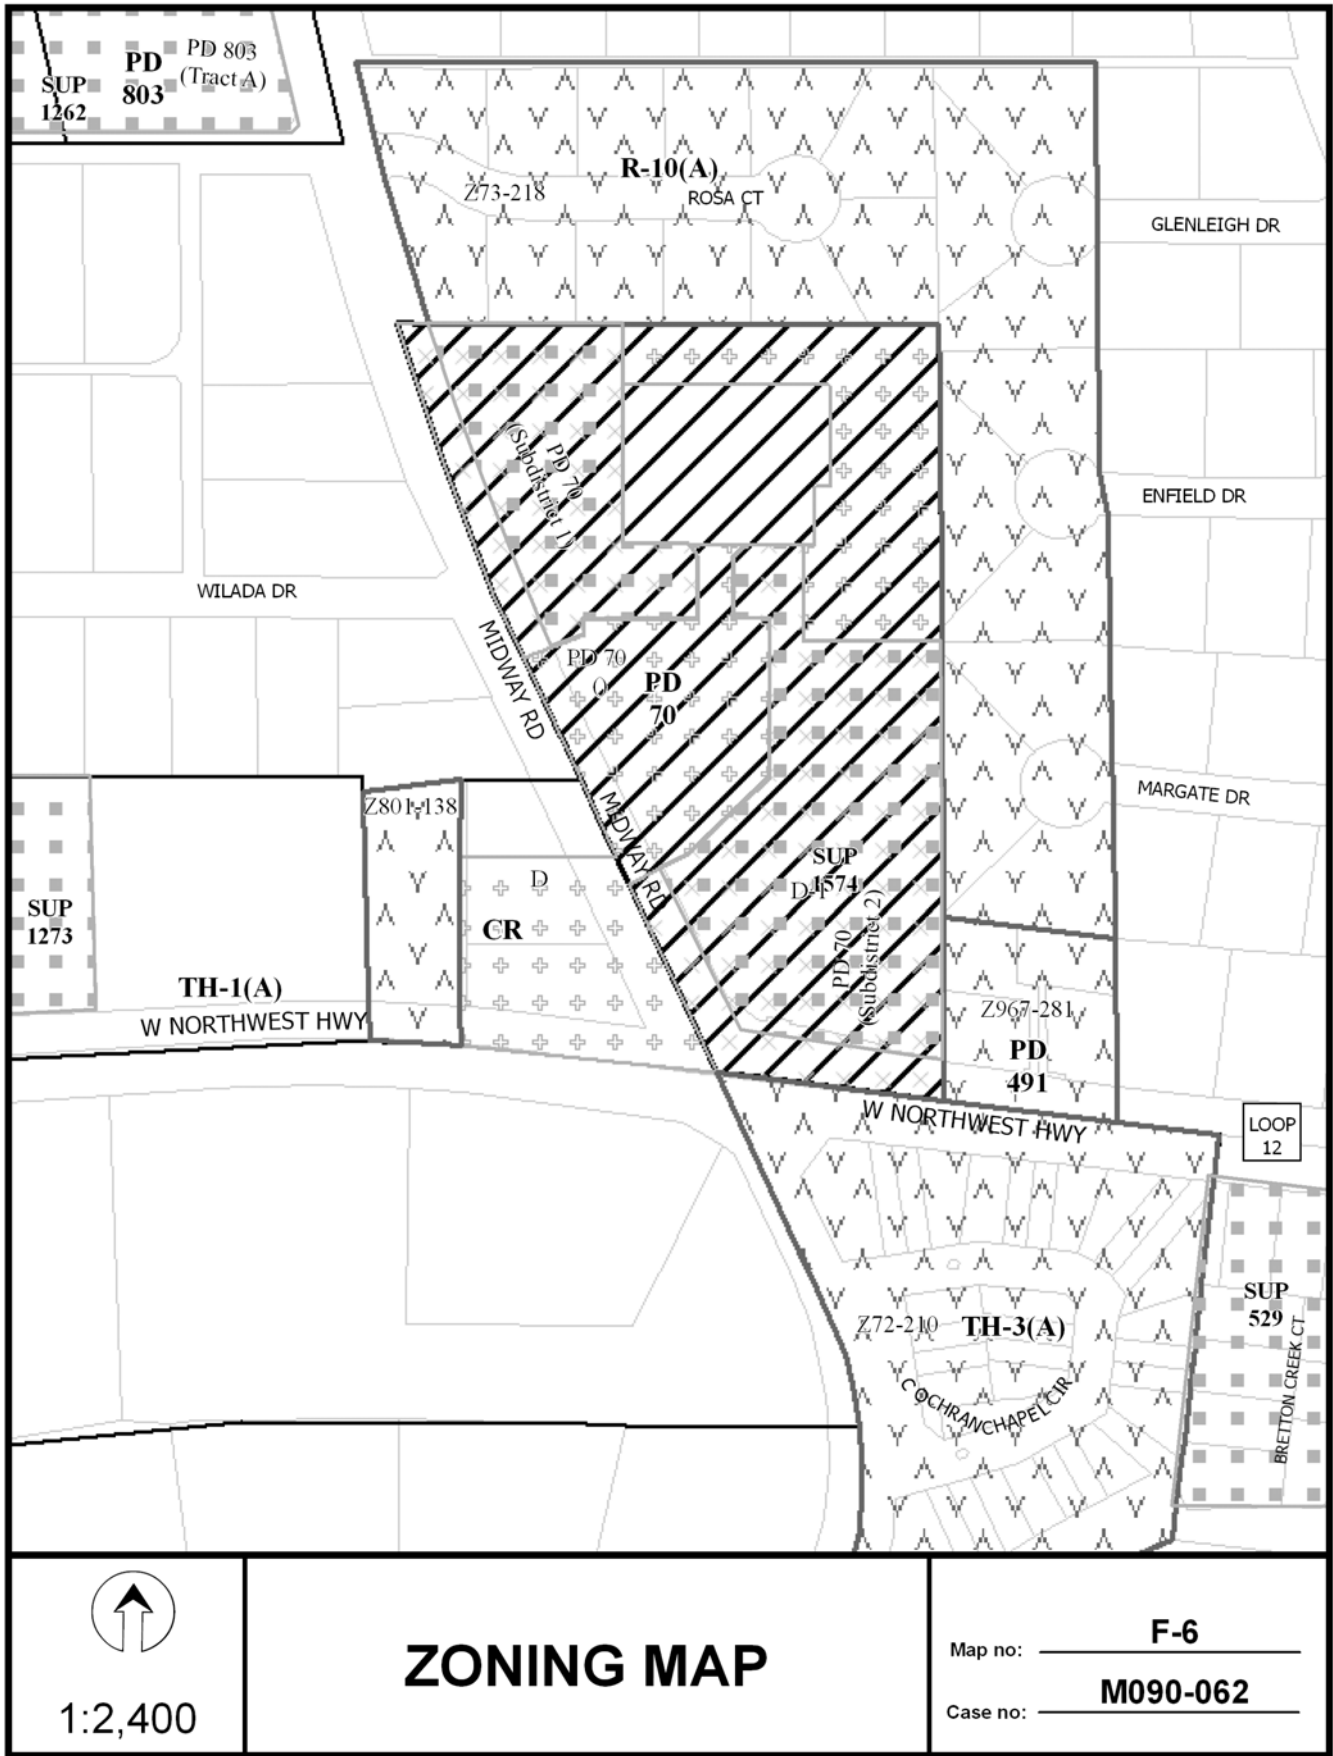 PD 803
(Tract A)
PD
803
SUP
1262
R-10(A)
Z73-218
ROSA CT
GLENLEIGH DR
PD 70
(Subdistrict 1)
ENFIELD DR
WILADA DR
MIDWAY RD
PD 70
()
PD
70
Z801-138
MIDWAY RD
MARGATE DR
D
CR
SUP
1574
D-1
PD 70
(Subdistrict 2)
SUP
1273
TH-1(A)
W NORTHWEST HWY
Z967-281
PD
491
W NORTHWEST HWY
LOOP
12
SUP
529
Z72-210
TH-3(A)
COCHRANCHAPEL CIR
BRETTON CREEK CT
1:2,400
ZONING MAP
Map no: F-6
Case no: M090-062